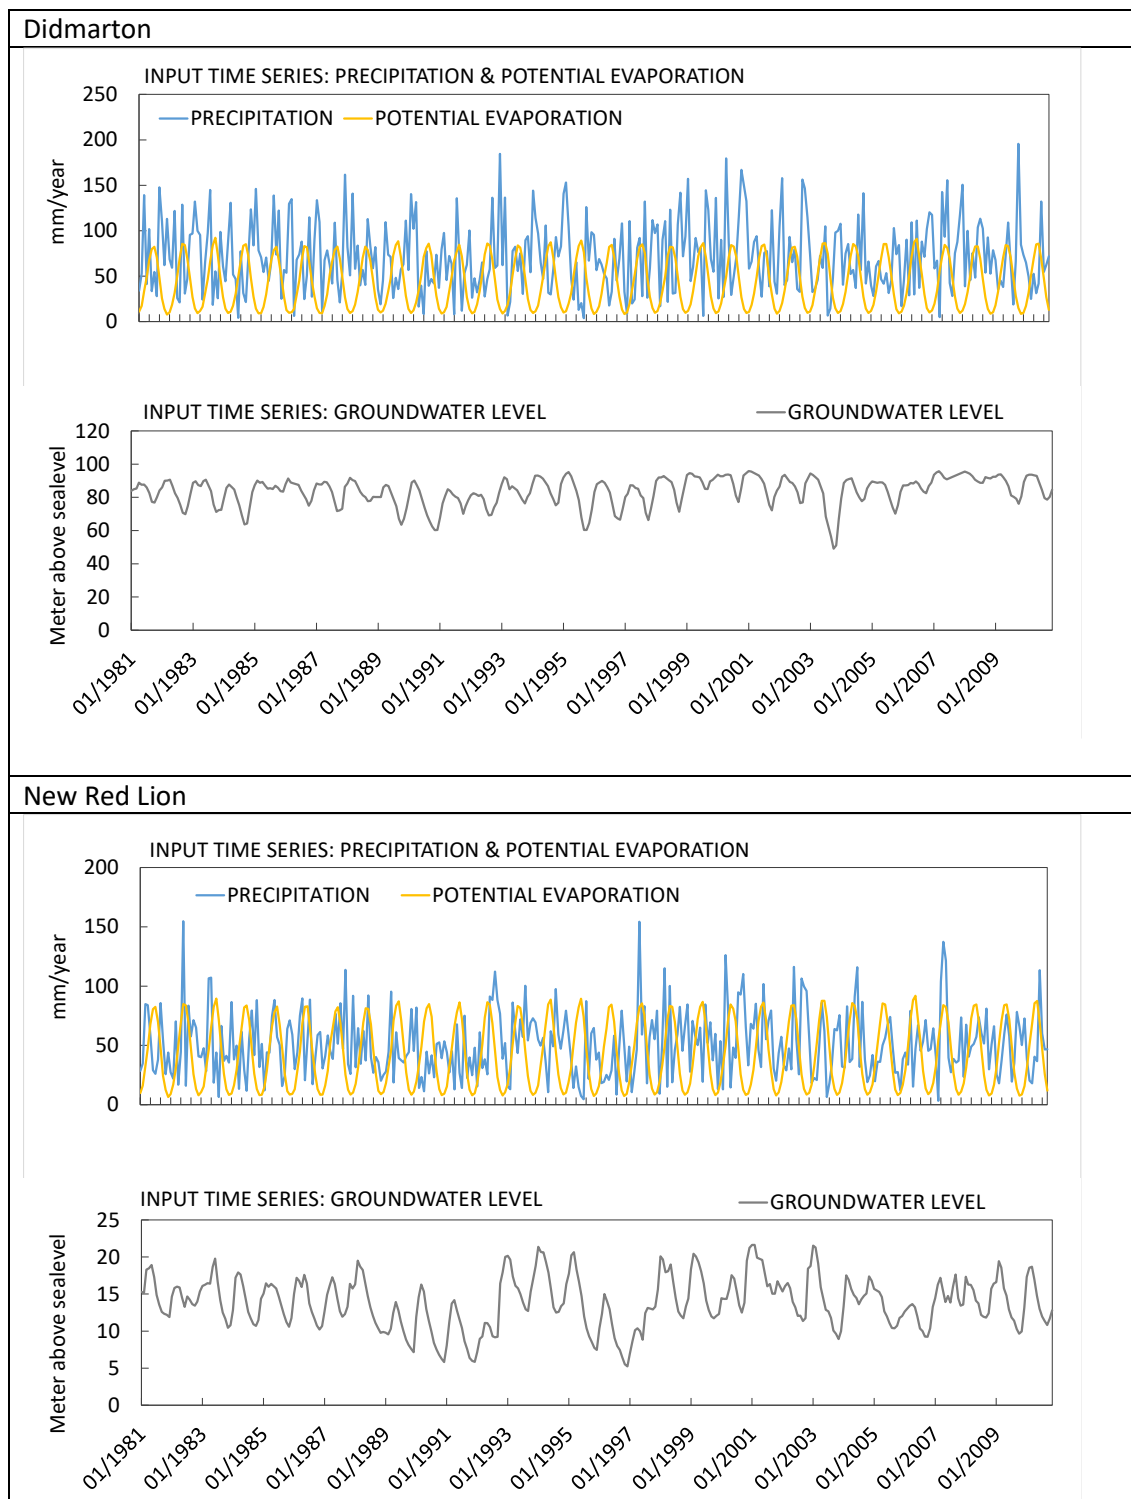 Didmarton
INPUT TIME SERIES: PRECIPITATION & POTENTIAL EVAPORATION
250
PRECIPITATION POTENTIAL EVAPORATION
200
150
100
50
0
mm/year
INPUT TIME SERIES: GROUNDWATER LEVEL GROUNDWATER LEVEL
120
100
80
60
40
20
0
Meter above sealevel
01/1981 01/1983 01/1985 01/1987 01/1989 01/1991 01/1993 01/1995 01/1997 01/1999 01/2001 01/2003 01/2005 01/2007 01/2009
New Red Lion
INPUT TIME SERIES: PRECIPITATION & POTENTIAL EVAPORATION
200
PRECIPITATION POTENTIAL EVAPORATION
150
100
50
0
mm/year
INPUT TIME SERIES: GROUNDWATER LEVEL GROUNDWATER LEVEL
25
20
15
10
5
0
Meter above sealevel
01/1981 01/1983 01/1985 01/1987 01/1989 01/1991 01/1993 01/1995 01/1997 01/1999 01/2001 01/2003 01/2005 01/2007 01/2009